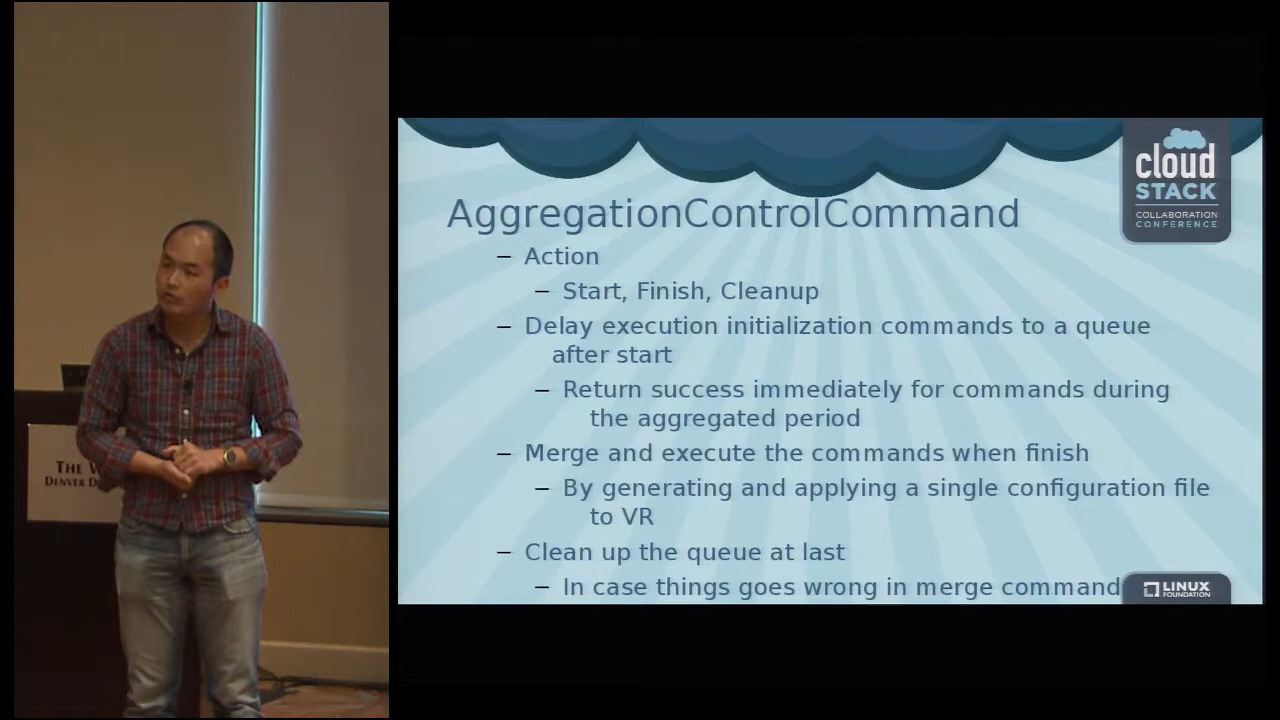 cloud
STACK
COLLABORATION
CONFERENCE
AggregationControlCommand
– Action
– Start, Finish, Cleanup
– Delay execution initialization commands to a queue
after start
– Return success immediately for commands during
the aggregated period
– Merge and execute the commands when finish
– By generating and applying a single configuration file
to VR
– Clean up the queue at last
– In case things goes wrong in merge command
LINUX
FOUNDATION
THE
DENVER